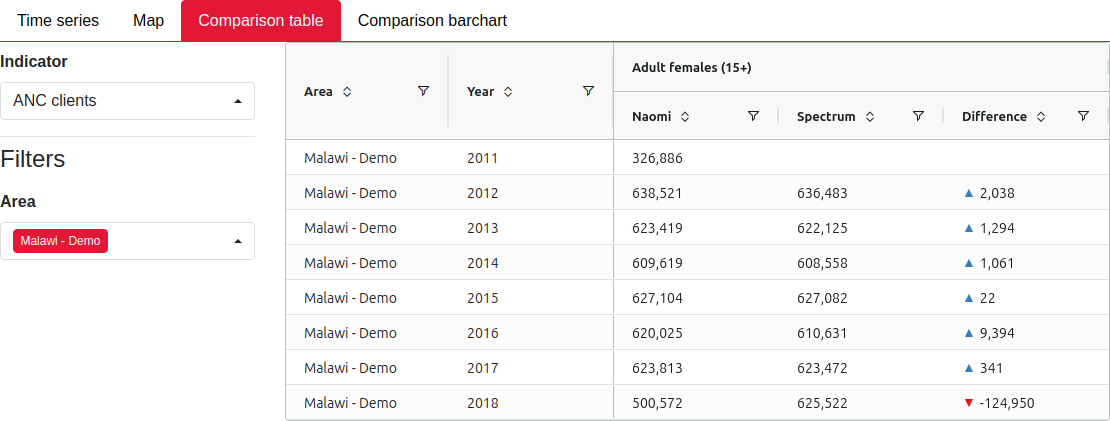 Time series Map Comparison table Comparison barchart
Indicator
ANC clients
Filters
Area
Malawi - Demo
Adult females (15+)
Area Year
Naomi Spectrum Difference
Malawi - Demo 2011 326,886
Malawi - Demo 2012 638,521 636,483 ▲ 2,038
Malawi - Demo 2013 623,419 622,125 ▲ 1,294
Malawi - Demo 2014 609,619 608,558 ▲ 1,061
Malawi - Demo 2015 627,104 627,082 ▲ 22
Malawi - Demo 2016 620,025 610,631 ▲ 9,394
Malawi - Demo 2017 623,813 623,472 ▲ 341
Malawi - Demo 2018 500,572 625,522 ▼ -124,950